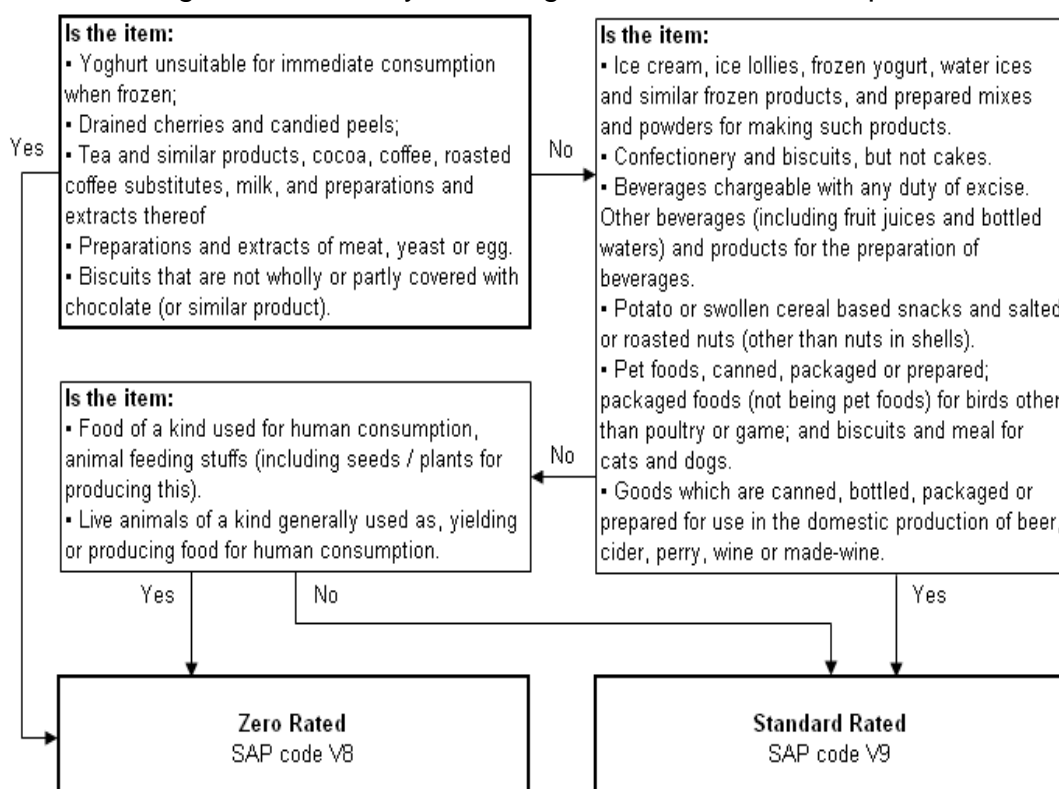 Is the item:
▪ Yoghurt unsuitable for immediate consumption
when frozen;
▪ Drained cherries and candied peels;
▪ Tea and similar products, cocoa, coffee, roasted
coffee substitutes, milk, and preparations and
extracts thereof
▪ Preparations and extracts of meat, yeast or egg.
▪ Biscuits that are not wholly or partly covered with
chocolate (or similar product).
Yes
No
Is the item:
▪ Ice cream, ice lollies, frozen yogurt, water ices
and similar frozen products, and prepared mixes
and powders for making such products.
▪ Confectionery and biscuits, but not cakes.
▪ Beverages chargeable with any duty of excise.
Other beverages (including fruit juices and bottled
waters) and products for the preparation of
beverages.
▪ Potato or swollen cereal based snacks and salted
or roasted nuts (other than nuts in shells).
▪ Pet foods, canned, packaged or prepared;
packaged foods (not being pet foods) for birds other
than poultry or game; and biscuits and meal for
cats and dogs.
▪ Goods which are canned, bottled, packaged or
prepared for use in the domestic production of beer,
cider, perry, wine or made-wine.
No
Is the item:
▪ Food of a kind used for human consumption,
animal feeding stuffs (including seeds / plants for
producing this).
▪ Live animals of a kind generally used as, yielding
or producing food for human consumption.
Yes
No
Yes
Zero Rated
SAP code V8
Standard Rated
SAP code V9